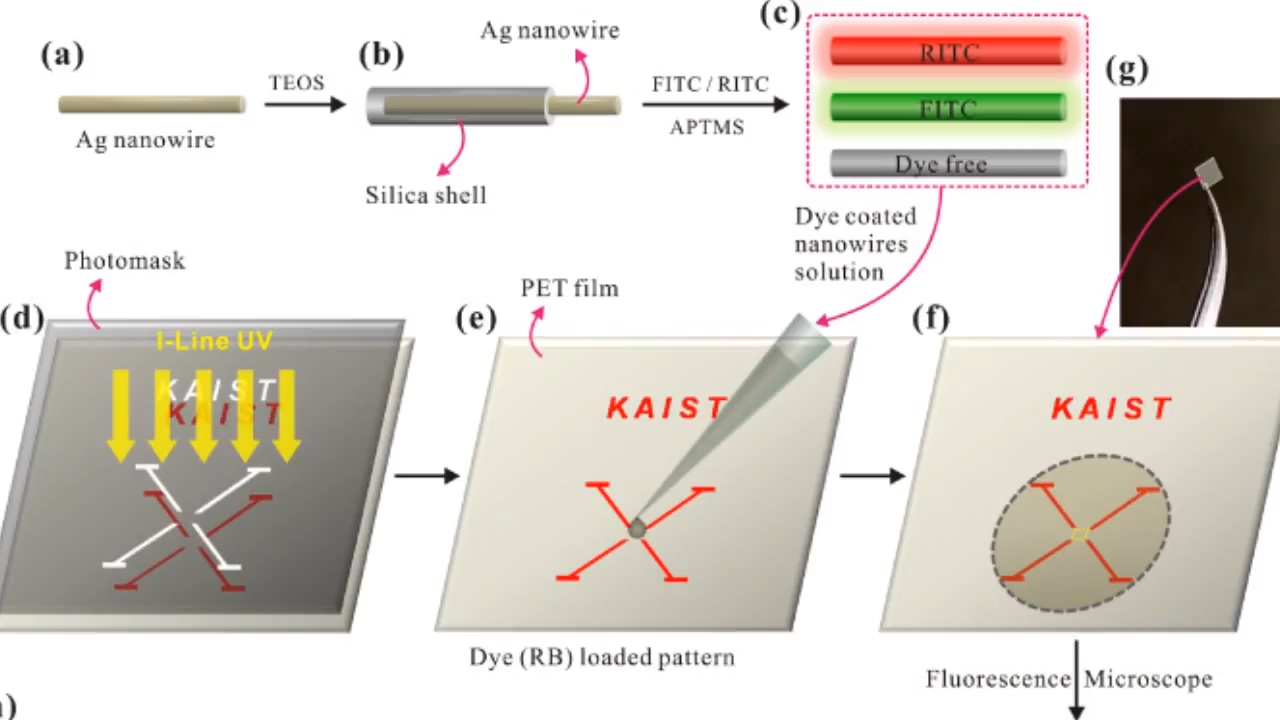 (a)
Ag nanowire
TEOS
(b)
Ag nanowire
Silica shell
FITC / RITC
APTMS
(c)
RITC
FITC
Dye free
(g)
Dye coated
nanowires
solution
Photomask
(d)
I-Line UV
KAIST
KAIST
PET film
(e)
KAIST
Dye (RB) loaded pattern
(f)
KAIST
Fluorescence Microscope